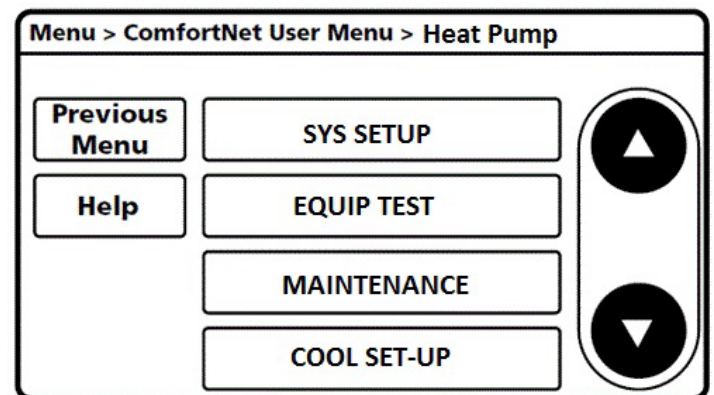 Menu > ComfortNet User Menu > Heat Pump
Previous
Menu
SYS SETUP
Help
EQUIP TEST
MAINTENANCE
COOL SET-UP